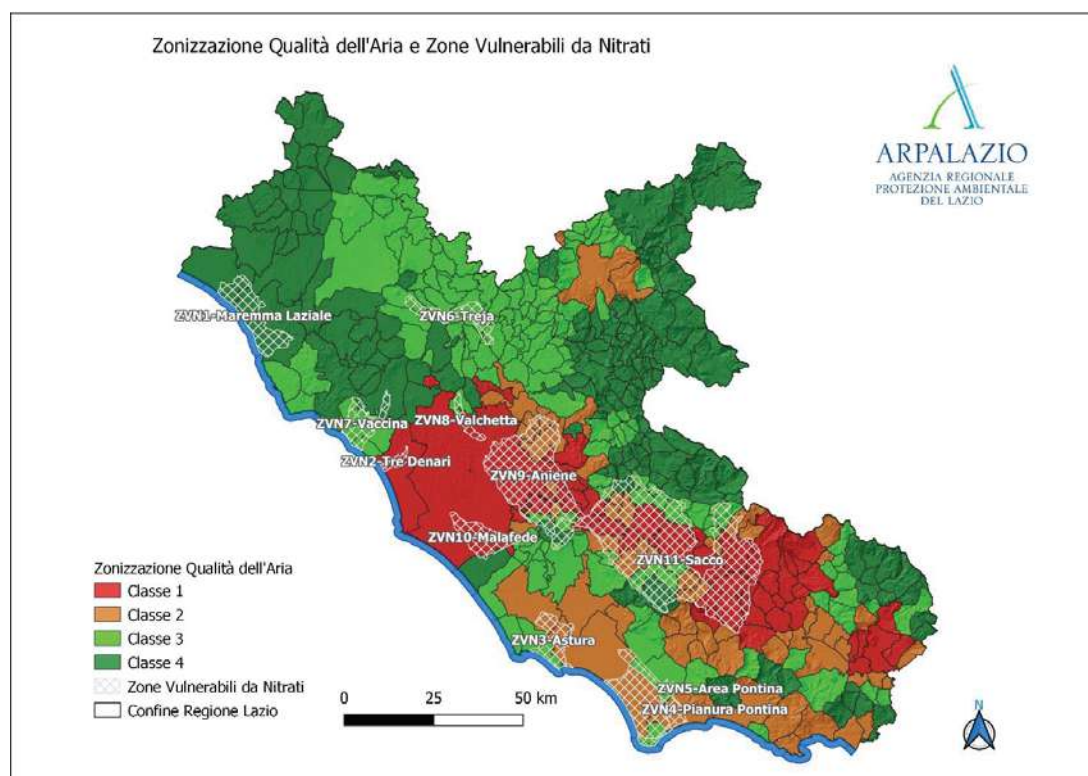 Zonizzazione Qualità dell'Aria e Zone Vulnerabili da Nitrati
ARPALAZIO
AGENZIA REGIONALE
PROTEZIONE AMBIENTALE
DEL LAZIO
ZVN1-Maremma Laziale
ZVN6-Treja
ZVN7-Vaccina
ZVN8-Valchetta
ZVN2-Tre Denari
ZVN9-Aniene
ZVN10-Malafede
ZVN11-Sacco
ZVN3-Astura
ZVN5-Area Pontina
ZVN4-Pianura Pontina
Zonizzazione Qualità dell'Aria
Classe 1
Classe 2
Classe 3
Classe 4
Zone Vulnerabili da Nitrati
Confine Regione Lazio
0 25 50 km
N